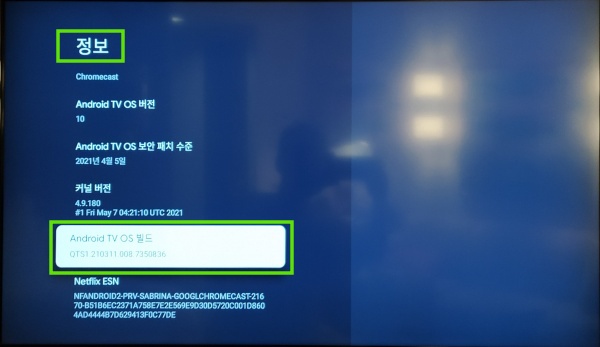 정보
Chromecast
Android TV OS 버전
10
Android TV OS 보안 패치 수준
2021년 4월 5일
커널 버전
4.9.180
#1 Fri May 7 04:21:10 UTC 2021
Android TV OS 빌드
QTS1.210311.008.7350836
Netflix ESN
NFANDROID2-PRV-SABRINA-GOOGLCHROMECAST-216
70-B51B6EC2371A758E7E2E569E9D30D5720C001D860
4AD4444B7D629413F0C77DE